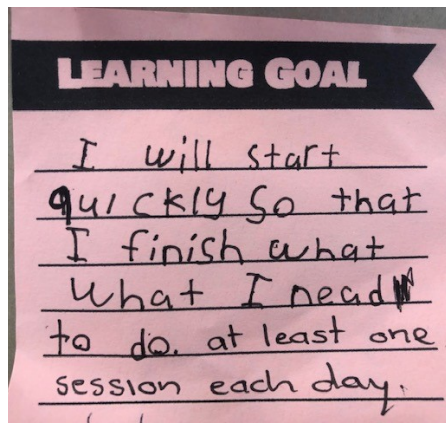 LEARNING GOAL
I will start
quickly so that
I finish what
what I nead
to do. at least one
session each day.